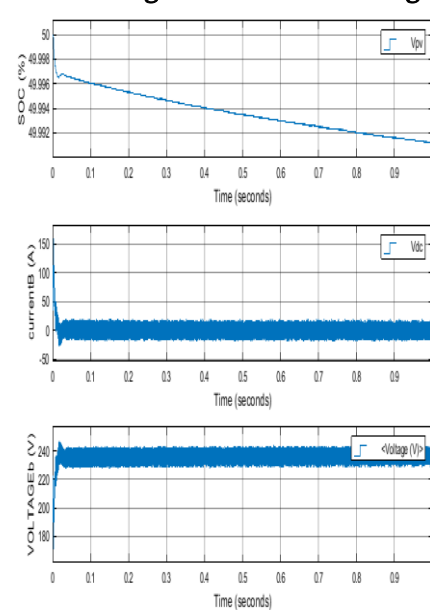 50
49.998
49.996
49.994
49.992
SOC (%)
Vpv
0 0.1 0.2 0.3 0.4 0.5 0.6 0.7 0.8 0.9
Time (seconds)
150
100
50
0
-50
currentB (A)
Vdc
0 0.1 0.2 0.3 0.4 0.5 0.6 0.7 0.8 0.9
Time (seconds)
240
220
200
180
VOLTAGEb (V)
<Voltage (V)>
0 0.1 0.2 0.3 0.4 0.5 0.6 0.7 0.8 0.9
Time (seconds)